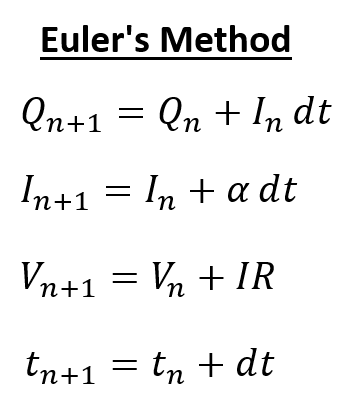 Euler's Method
Qₙ₊₁ = Qₙ + Iₙ dt
Iₙ₊₁ = Iₙ + α dt
Vₙ₊₁ = Vₙ + IR
tₙ₊₁ = tₙ + dt